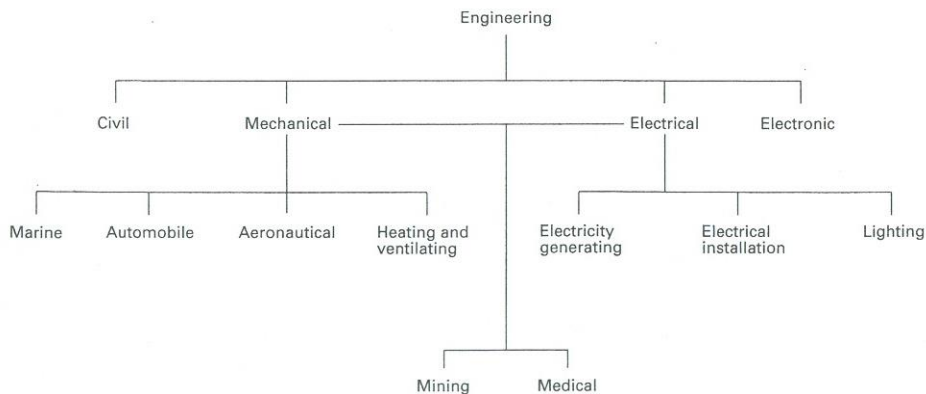 Engineering
Civil
Mechanical
Electrical
Electronic
Marine
Automobile
Aeronautical
Heating and
ventilating
Electricity
generating
Electrical
installation
Lighting
Mining
Medical